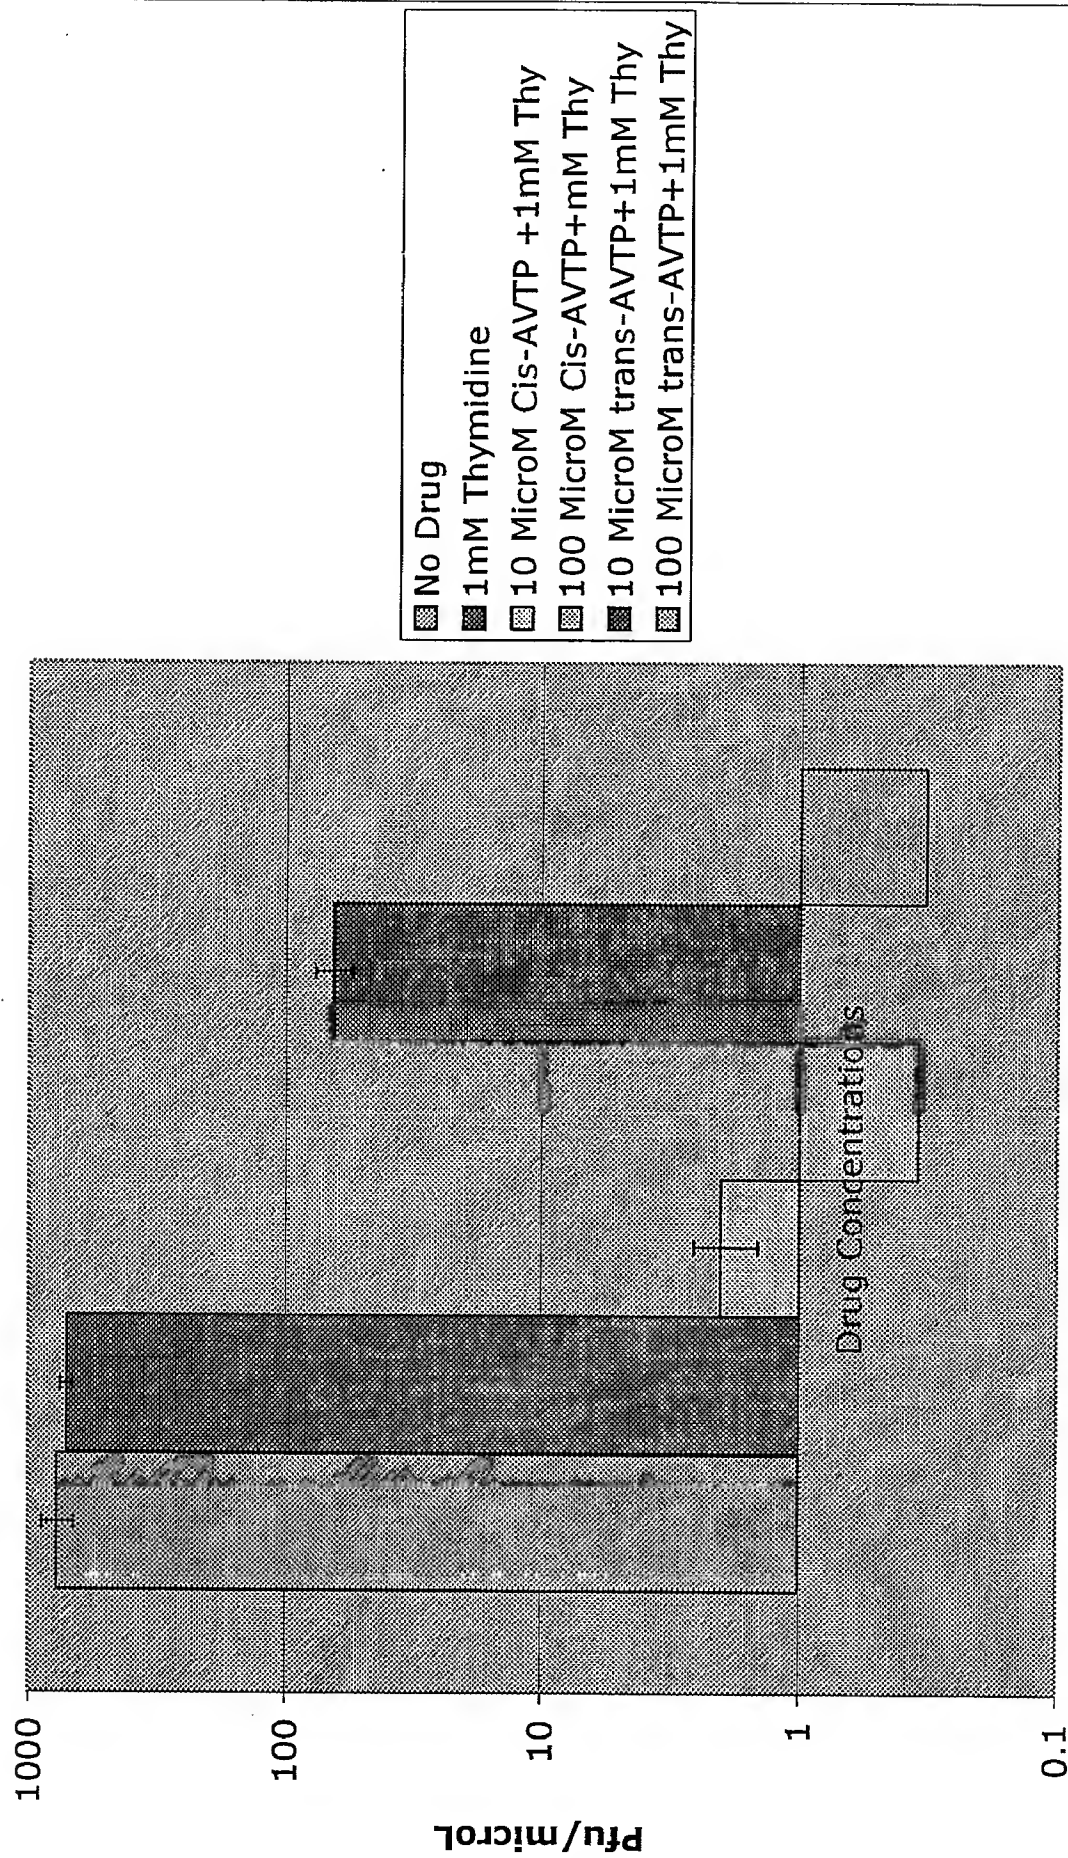 1000
100
10
1
0.1
Pfu/microL
Drug Concentrations
No Drug
1mM Thymidine
10 MicroM Cis-AVTP +1mM Thy
100 MicroM Cis-AVTP+mM Thy
10 MicroM trans-AVTP+1mM Thy
100 MicroM trans-AVTP+1mM Thy